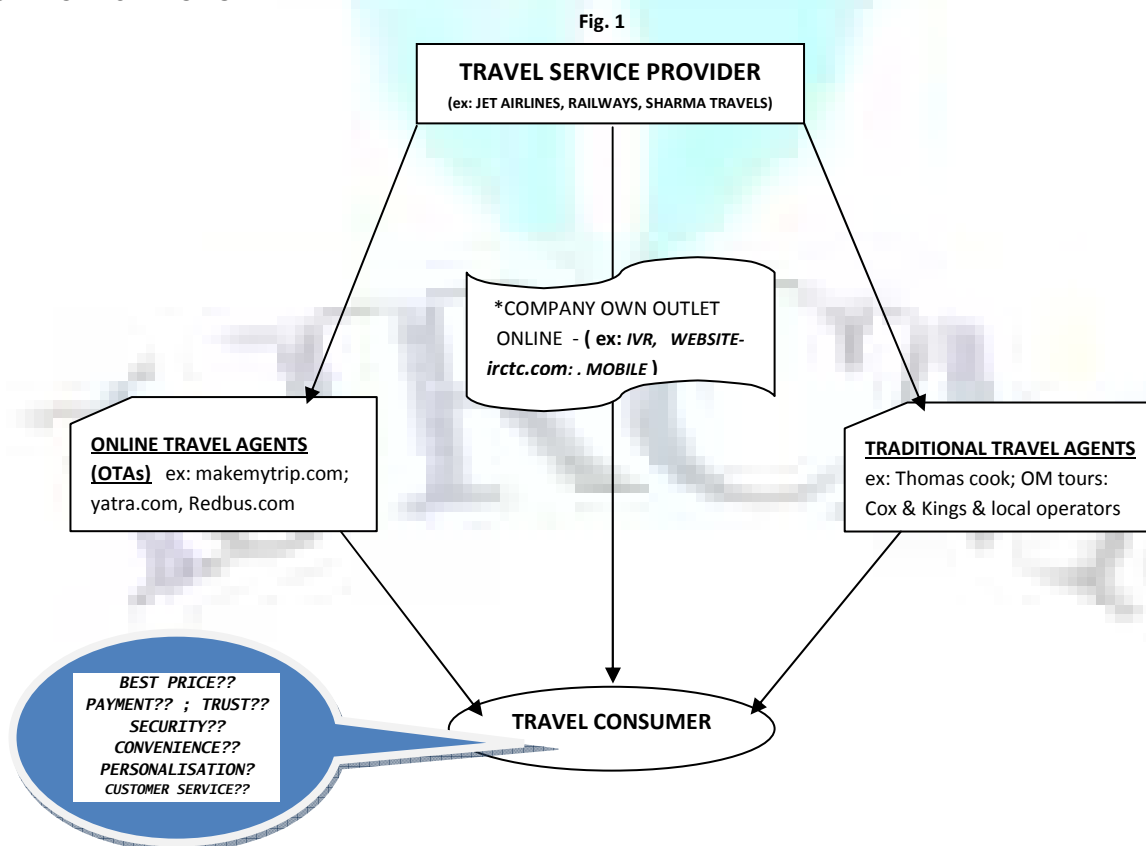 Fig. 1
TRAVEL SERVICE PROVIDER
(ex: JET AIRLINES, RAILWAYS, SHARMA TRAVELS)
*COMPANY OWN OUTLET
ONLINE - ( ex: IVR, WEBSITE-
irctc.com: . MOBILE )
ONLINE TRAVEL AGENTS
(OTAs) ex: makemytrip.com;
yatra.com, Redbus.com
TRADITIONAL TRAVEL AGENTS
ex: Thomas cook; OM tours:
Cox & Kings & local operators
BEST PRICE??
PAYMENT?? ; TRUST??
SECURITY??
CONVENIENCE??
PERSONALISATION?
CUSTOMER SERVICE??
TRAVEL CONSUMER